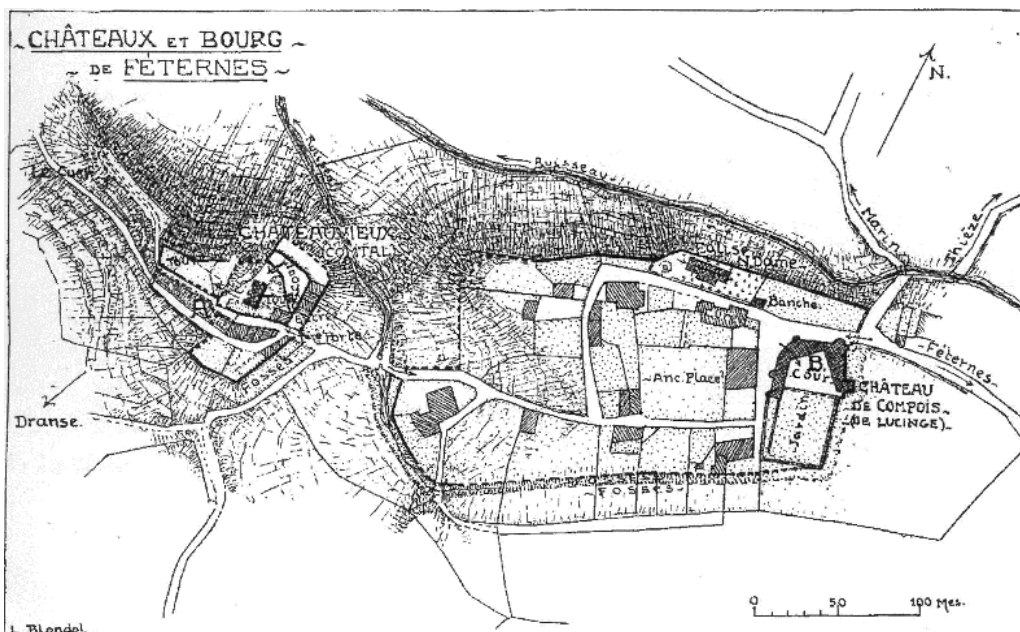 ~ CHÂTEAUX ET BOURG ~
~ DE FÉTERNES ~
N.
Ruisseau
CHÂTEAU VIEUX
COMTAL
Marin
Thièze
Église
N. Dame
Banche
A
Porte
Fossé
Anc. Place
B.
Cour
Jardin
Féternes
CHÂTEAU
DE COMPOIS
(DE LUCINGE)
Dranse.
FOSSÉS
0 50 100 Mes.
L. Blondel